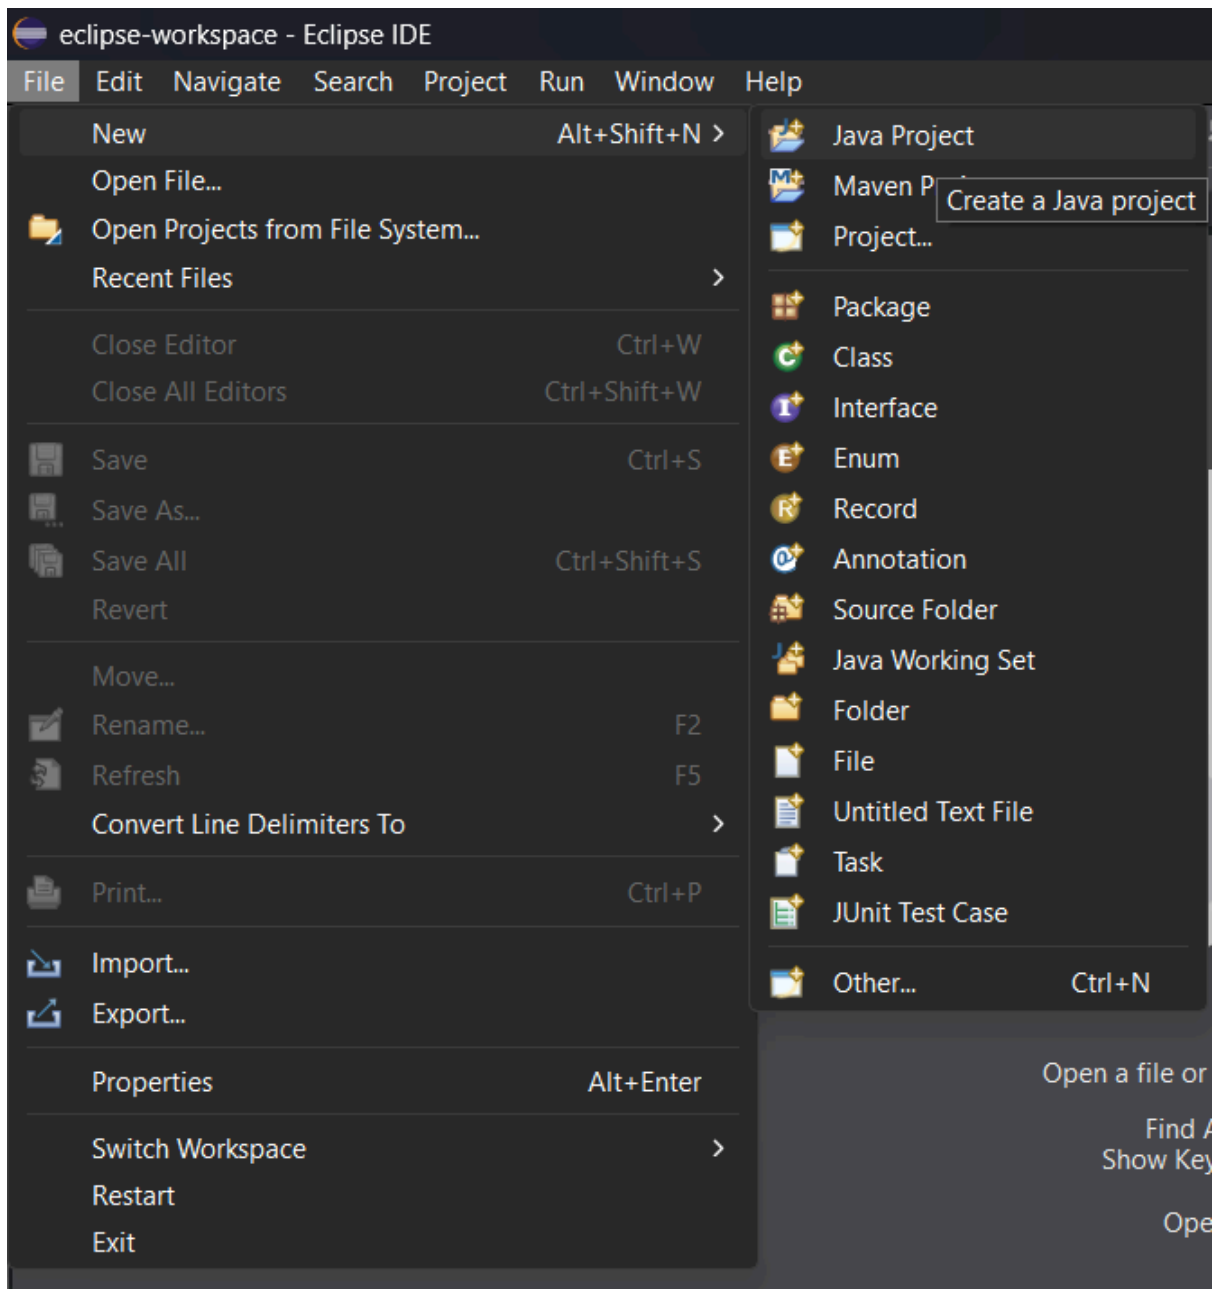 eclipse-workspace - Eclipse IDE
File Edit Navigate Search Project Run Window Help
New Alt+Shift+N
Open File...
Open Projects from File System...
Recent Files
Close Editor Ctrl+W
Close All Editors Ctrl+Shift+W
Save Ctrl+S
Save As...
Save All Ctrl+Shift+S
Revert
Move...
Rename... F2
Refresh F5
Convert Line Delimiters To
Print... Ctrl+P
Import...
Export...
Properties Alt+Enter
Switch Workspace
Restart
Exit
Java Project
Maven
Create a Java project
Project...
Package
Class
Interface
Enum
Record
Annotation
Source Folder
Java Working Set
Folder
File
Untitled Text File
Task
JUnit Test Case
Other... Ctrl+N
Open a file or
Find
Show